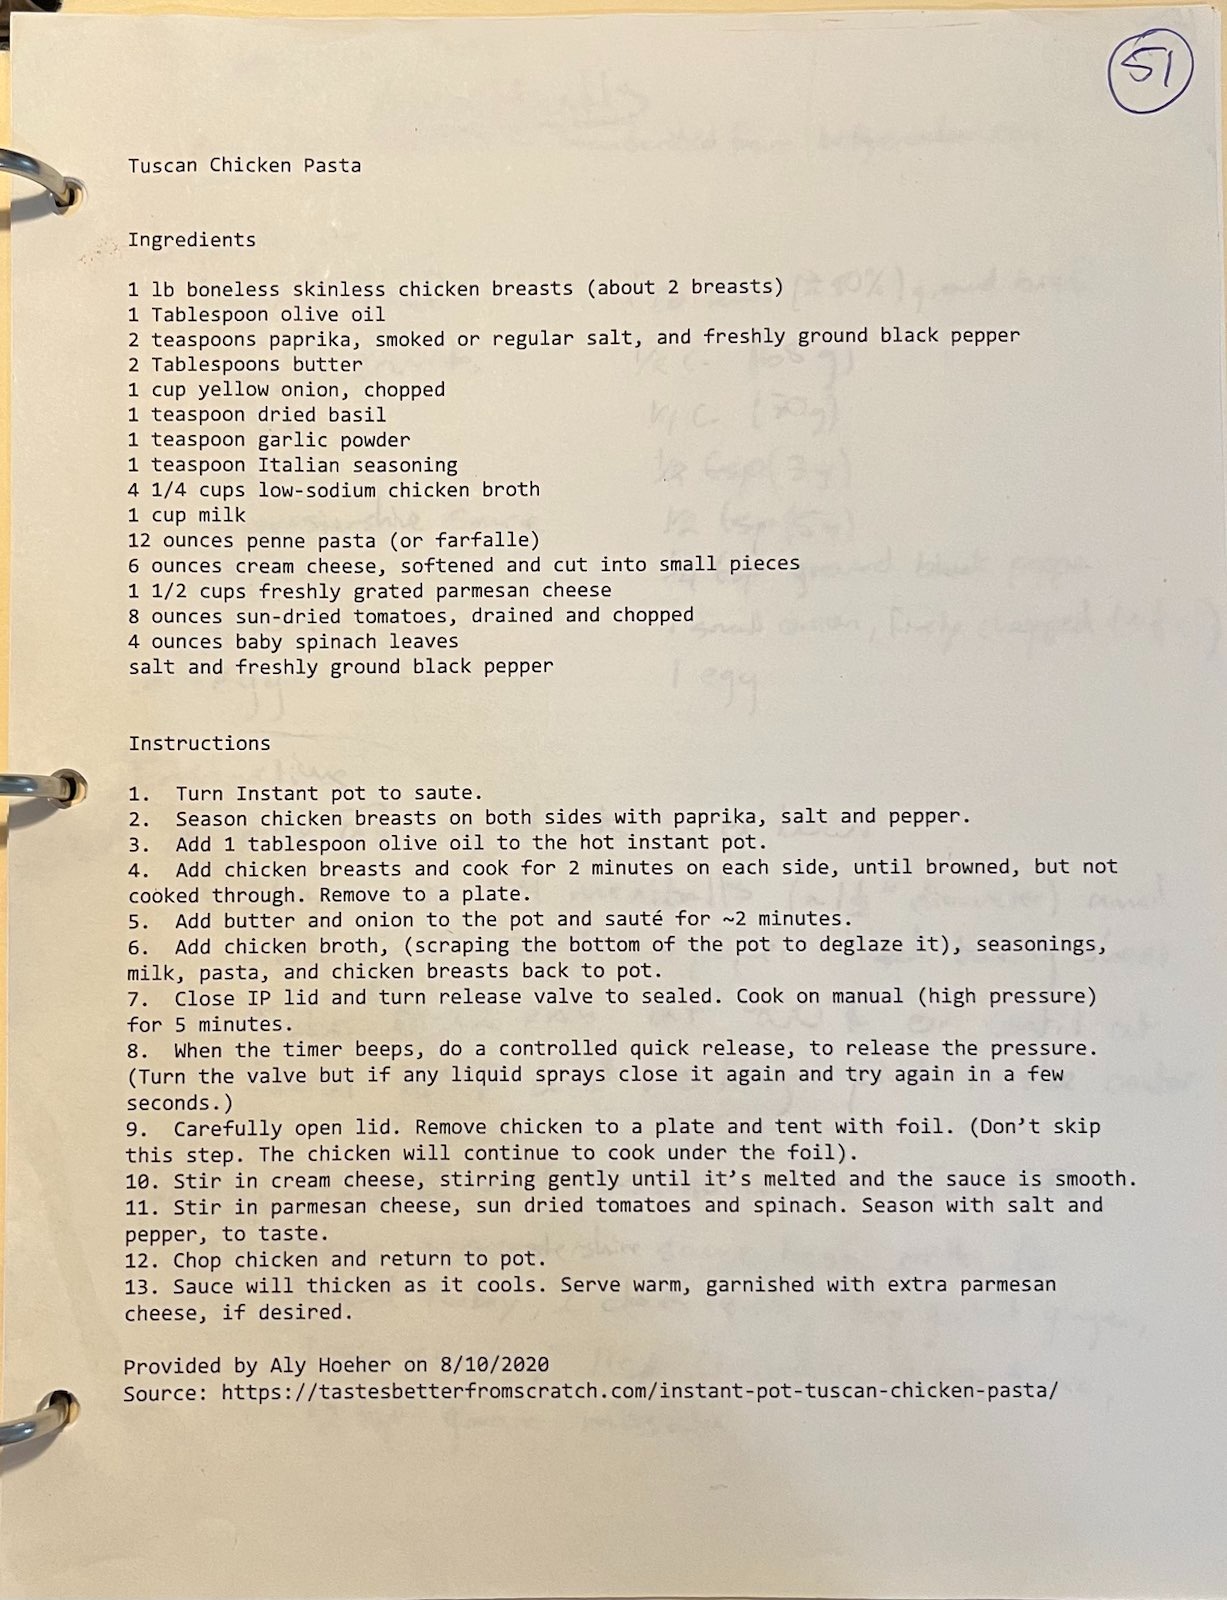 51
Tuscan Chicken Pasta
Ingredients
1 lb boneless skinless chicken breasts (about 2 breasts)
1 Tablespoon olive oil
2 teaspoons paprika, smoked or regular salt, and freshly ground black pepper
2 Tablespoons butter
1 cup yellow onion, chopped
1 teaspoon dried basil
1 teaspoon garlic powder
1 teaspoon Italian seasoning
4 1/4 cups low-sodium chicken broth
1 cup milk
12 ounces penne pasta (or farfalle)
6 ounces cream cheese, softened and cut into small pieces
1 1/2 cups freshly grated parmesan cheese
8 ounces sun-dried tomatoes, drained and chopped
4 ounces baby spinach leaves
salt and freshly ground black pepper
Instructions
1. Turn Instant pot to saute.
2. Season chicken breasts on both sides with paprika, salt and pepper.
3. Add 1 tablespoon olive oil to the hot instant pot.
4. Add chicken breasts and cook for 2 minutes on each side, until browned, but not
cooked through. Remove to a plate.
5. Add butter and onion to the pot and sauté for ~2 minutes.
6. Add chicken broth, (scraping the bottom of the pot to deglaze it), seasonings,
milk, pasta, and chicken breasts back to pot.
7. Close IP lid and turn release valve to sealed. Cook on manual (high pressure)
for 5 minutes.
8. When the timer beeps, do a controlled quick release, to release the pressure.
(Turn the valve but if any liquid sprays close it again and try again in a few
seconds.)
9. Carefully open lid. Remove chicken to a plate and tent with foil. (Don’t skip
this step. The chicken will continue to cook under the foil).
10. Stir in cream cheese, stirring gently until it’s melted and the sauce is smooth.
11. Stir in parmesan cheese, sun dried tomatoes and spinach. Season with salt and
pepper, to taste.
12. Chop chicken and return to pot.
13. Sauce will thicken as it cools. Serve warm, garnished with extra parmesan
cheese, if desired.
Provided by Aly Hoeher on 8/10/2020
Source: https://tastesbetterfromscratch.com/instant-pot-tuscan-chicken-pasta/